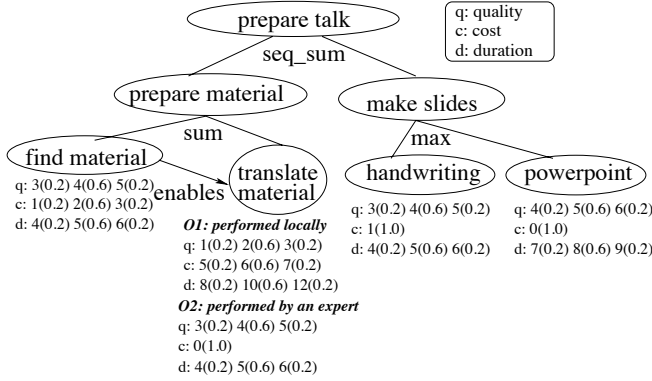 prepare talk
q: quality
c: cost
d: duration
seq_sum
prepare material
make slides
sum
max
find material
enables
translate
material
handwriting
powerpoint
q: 3(0.2) 4(0.6) 5(0.2)
c: 1(0.2) 2(0.6) 3(0.2)
d: 4(0.2) 5(0.6) 6(0.2)
O1: performed locally
q: 1(0.2) 2(0.6) 3(0.2)
c: 5(0.2) 6(0.6) 7(0.2)
d: 8(0.2) 10(0.6) 12(0.2)
O2: performed by an expert
q: 3(0.2) 4(0.6) 5(0.2)
c: 0(1.0)
d: 4(0.2) 5(0.6) 6(0.2)
q: 3(0.2) 4(0.6) 5(0.2)
c: 1(1.0)
d: 4(0.2) 5(0.6) 6(0.2)
q: 4(0.2) 5(0.6) 6(0.2)
c: 0(1.0)
d: 7(0.2) 8(0.6) 9(0.2)